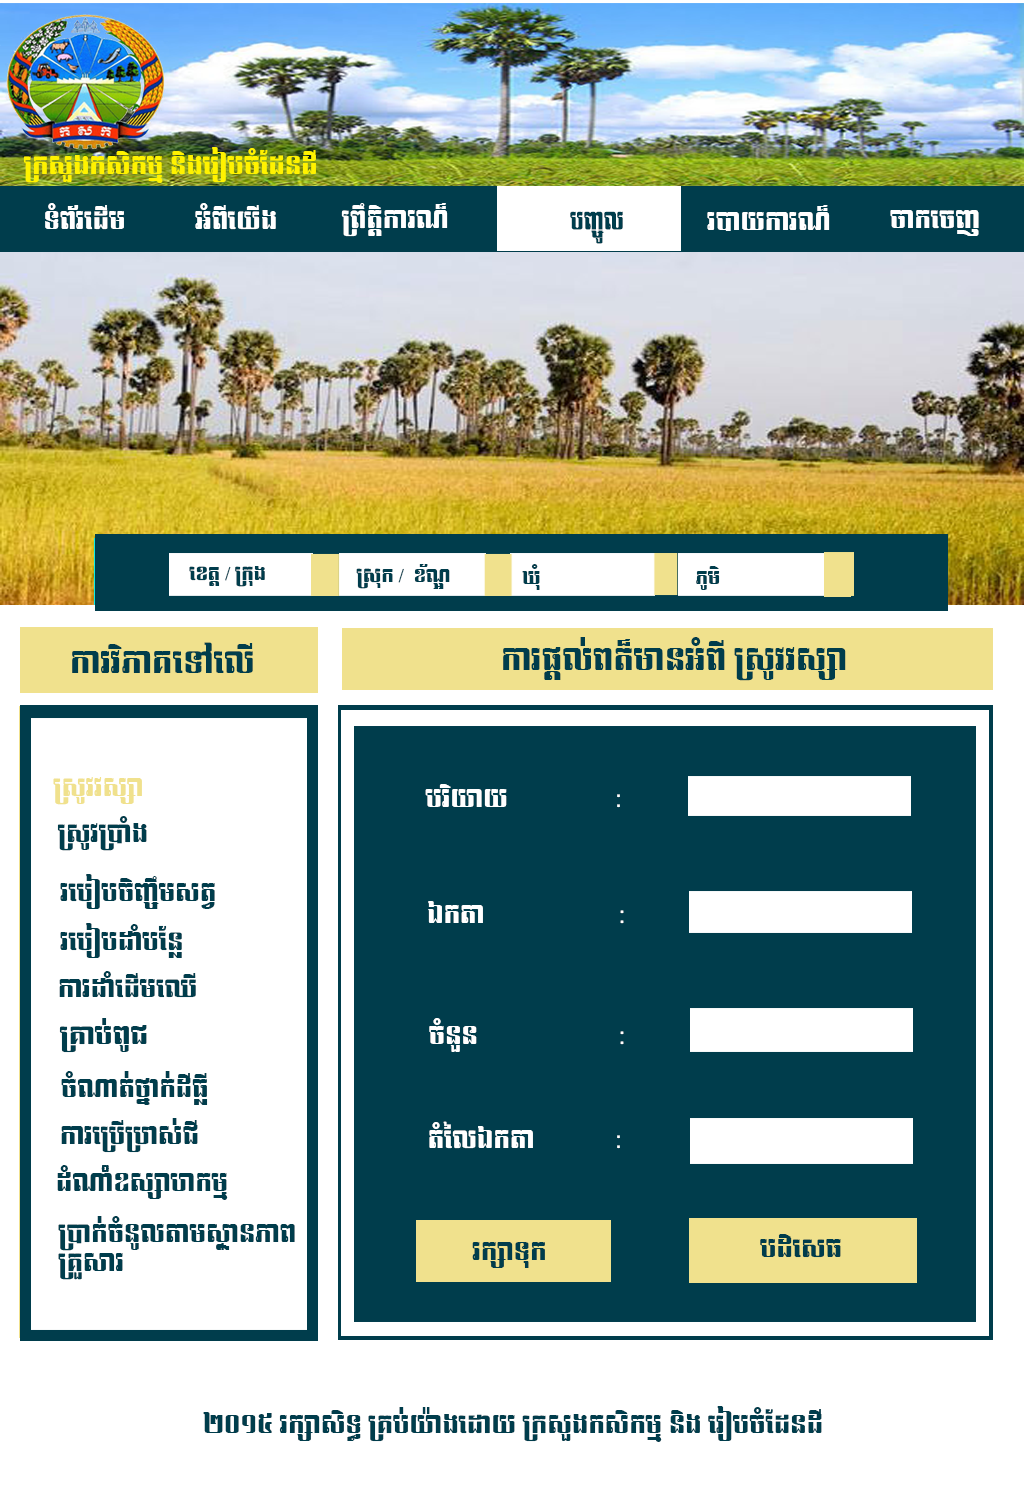 ក ស ក
ក្រសួងកសិកម្ម និងរៀបចំដែនដី
ទំព័រដើម អំពីយើង ព្រឹត្តិការណ៍ បញ្ចូល របាយការណ៍ ចាកចេញ
ខេត្ត / ក្រុង ស្រុក / ខ័ណ្ឌ ឃុំ ភូមិ
ការវិភាគទៅលើ
ការផ្តល់ពត៌មានអំពី ស្រូវវស្សា
ស្រូវវស្សា
ស្រូវប្រាំង
របៀបចិញ្ចឹមសត្វ
របៀបដាំបន្លែ
ការដាំដើមឈើ
គ្រាប់ពូជ
ចំណាត់ថ្នាក់ដីធ្លី
ការប្រើប្រាស់ជី
ដំណាំឧស្សាហកម្ម
ប្រាក់ចំនូលតាមស្ថានភាព
គ្រួសារ
បរិយាយ :
ឯកតា :
ចំនួន :
តំលៃឯកតា :
រក្សាទុក បដិសេធ
២០១៥ រក្សាសិទ្ធ គ្រប់យ៉ាងដោយ ក្រសួងកសិកម្ម និង រៀបចំដែនដី